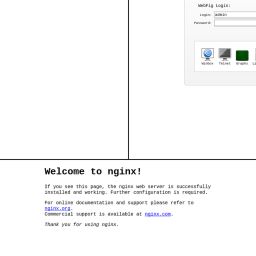 WebFig Login:
Login: admin
Password:
Winbox Telnet Graphs
Welcome to nginx!
If you see this page, the nginx web server is successfully
installed and working. Further configuration is required.
For online documentation and support please refer to
nginx.org.
Commercial support is available at nginx.com.
Thank you for using nginx.